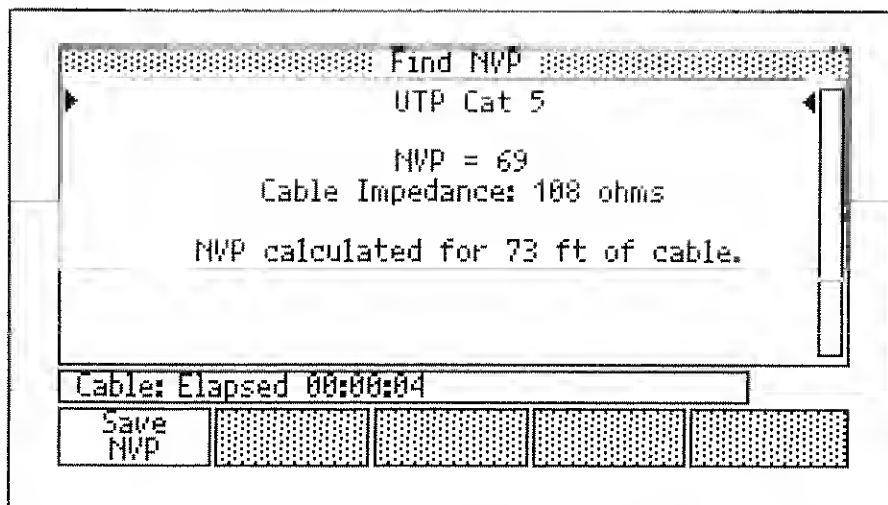 Find NVP
UTP Cat 5
NVP = 69
Cable Impedance: 108 ohms
NVP calculated for 73 ft of cable.
Cable: Elapsed 00:00:04
Save
NVP